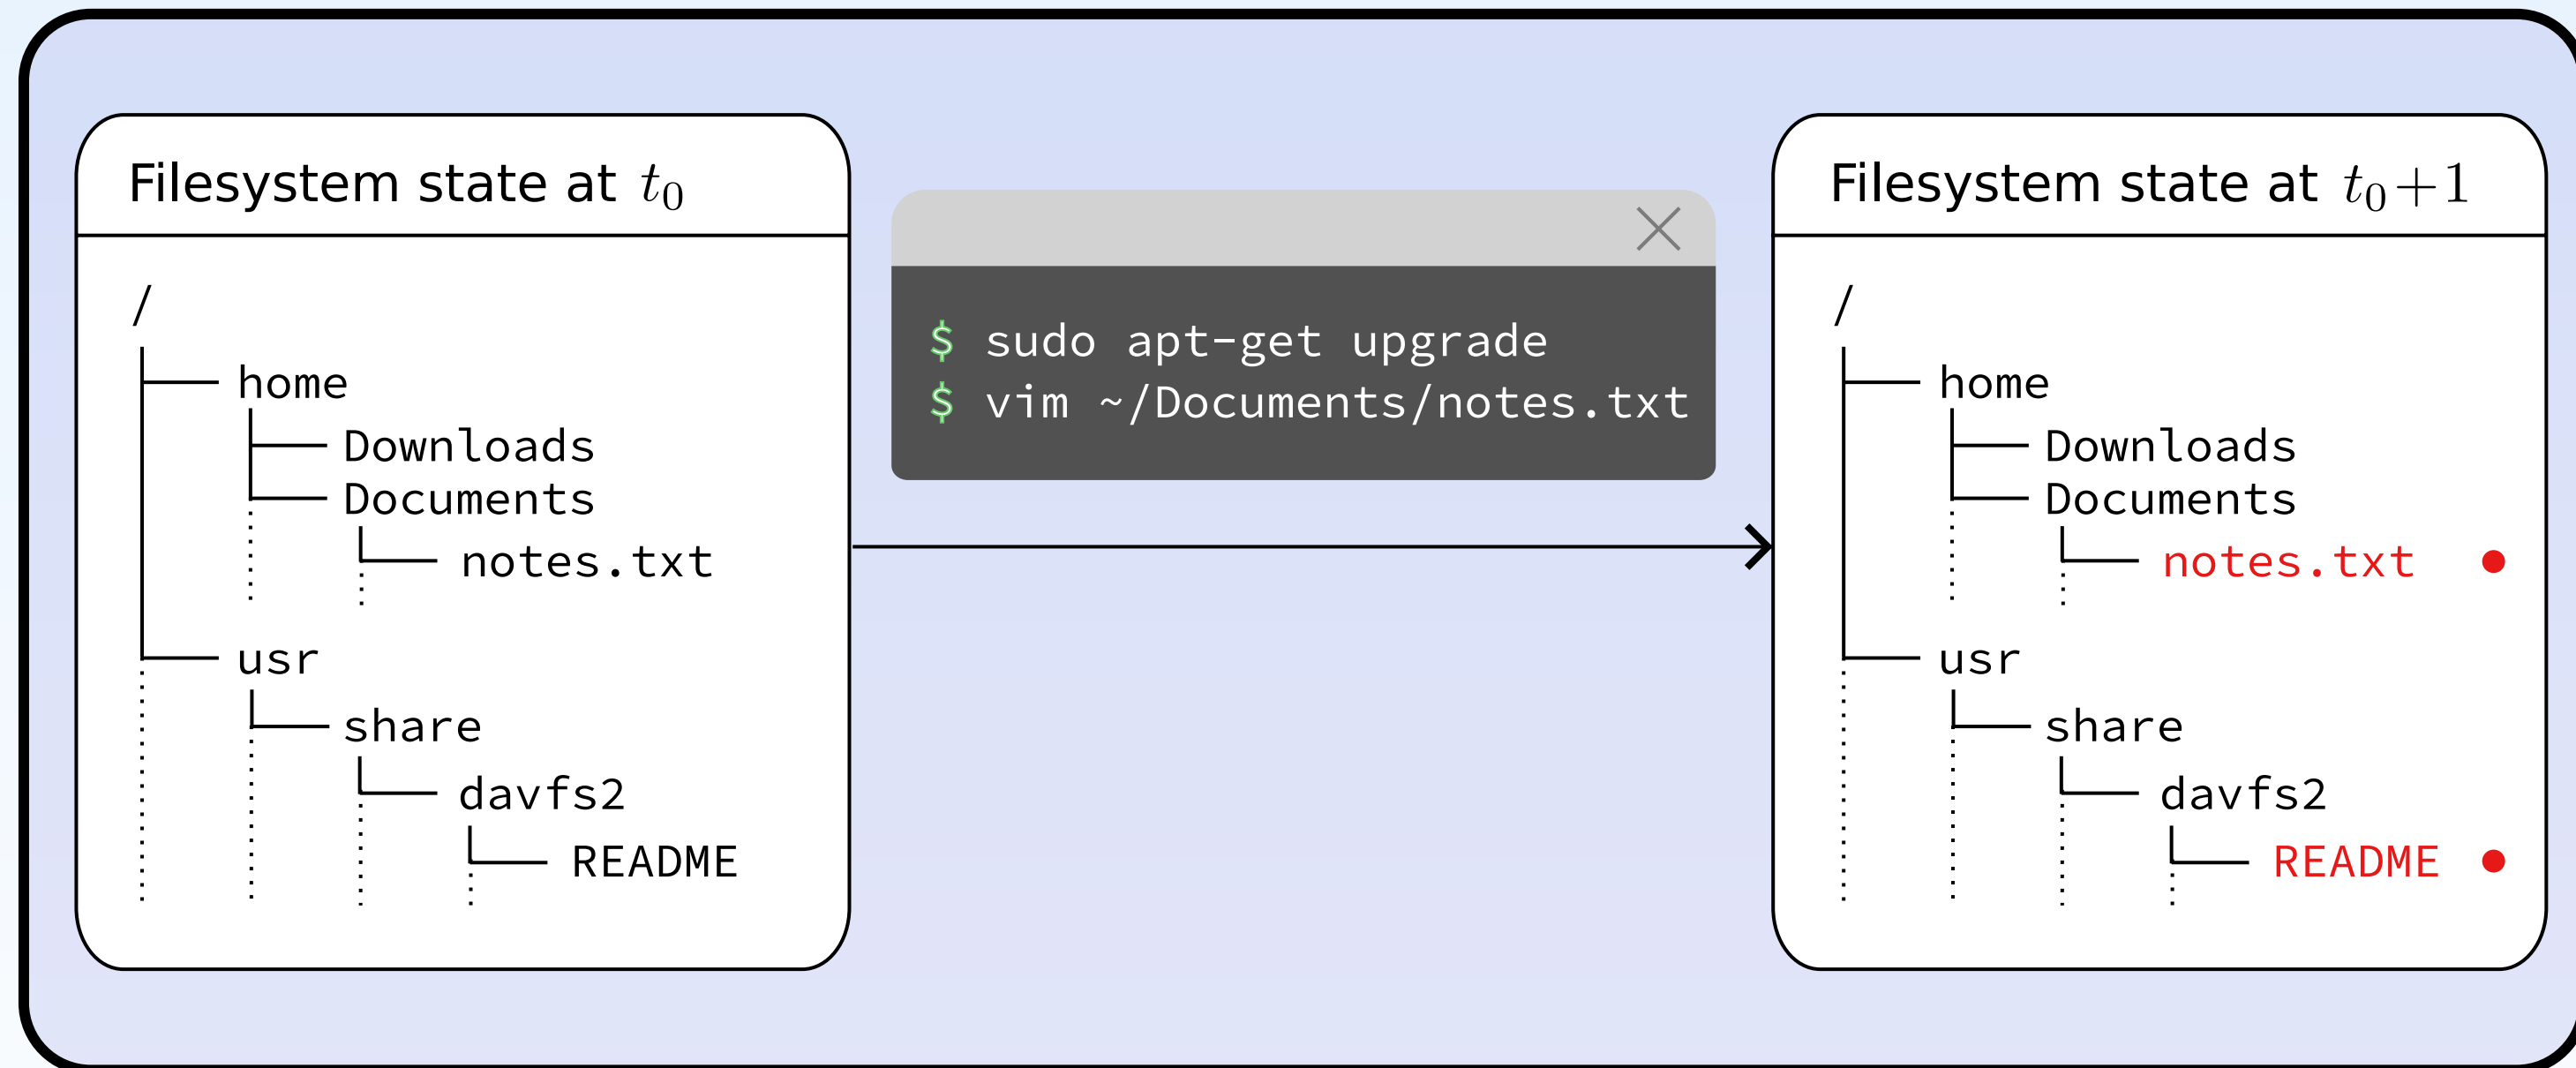 Filesystem state at t₀
/
home
Downloads
Documents
notes.txt
usr
share
davfs2
README
$ sudo apt-get upgrade
$ vim ~/Documents/notes.txt
Filesystem state at t₀+1
/
home
Downloads
Documents
notes.txt
usr
share
davfs2
README